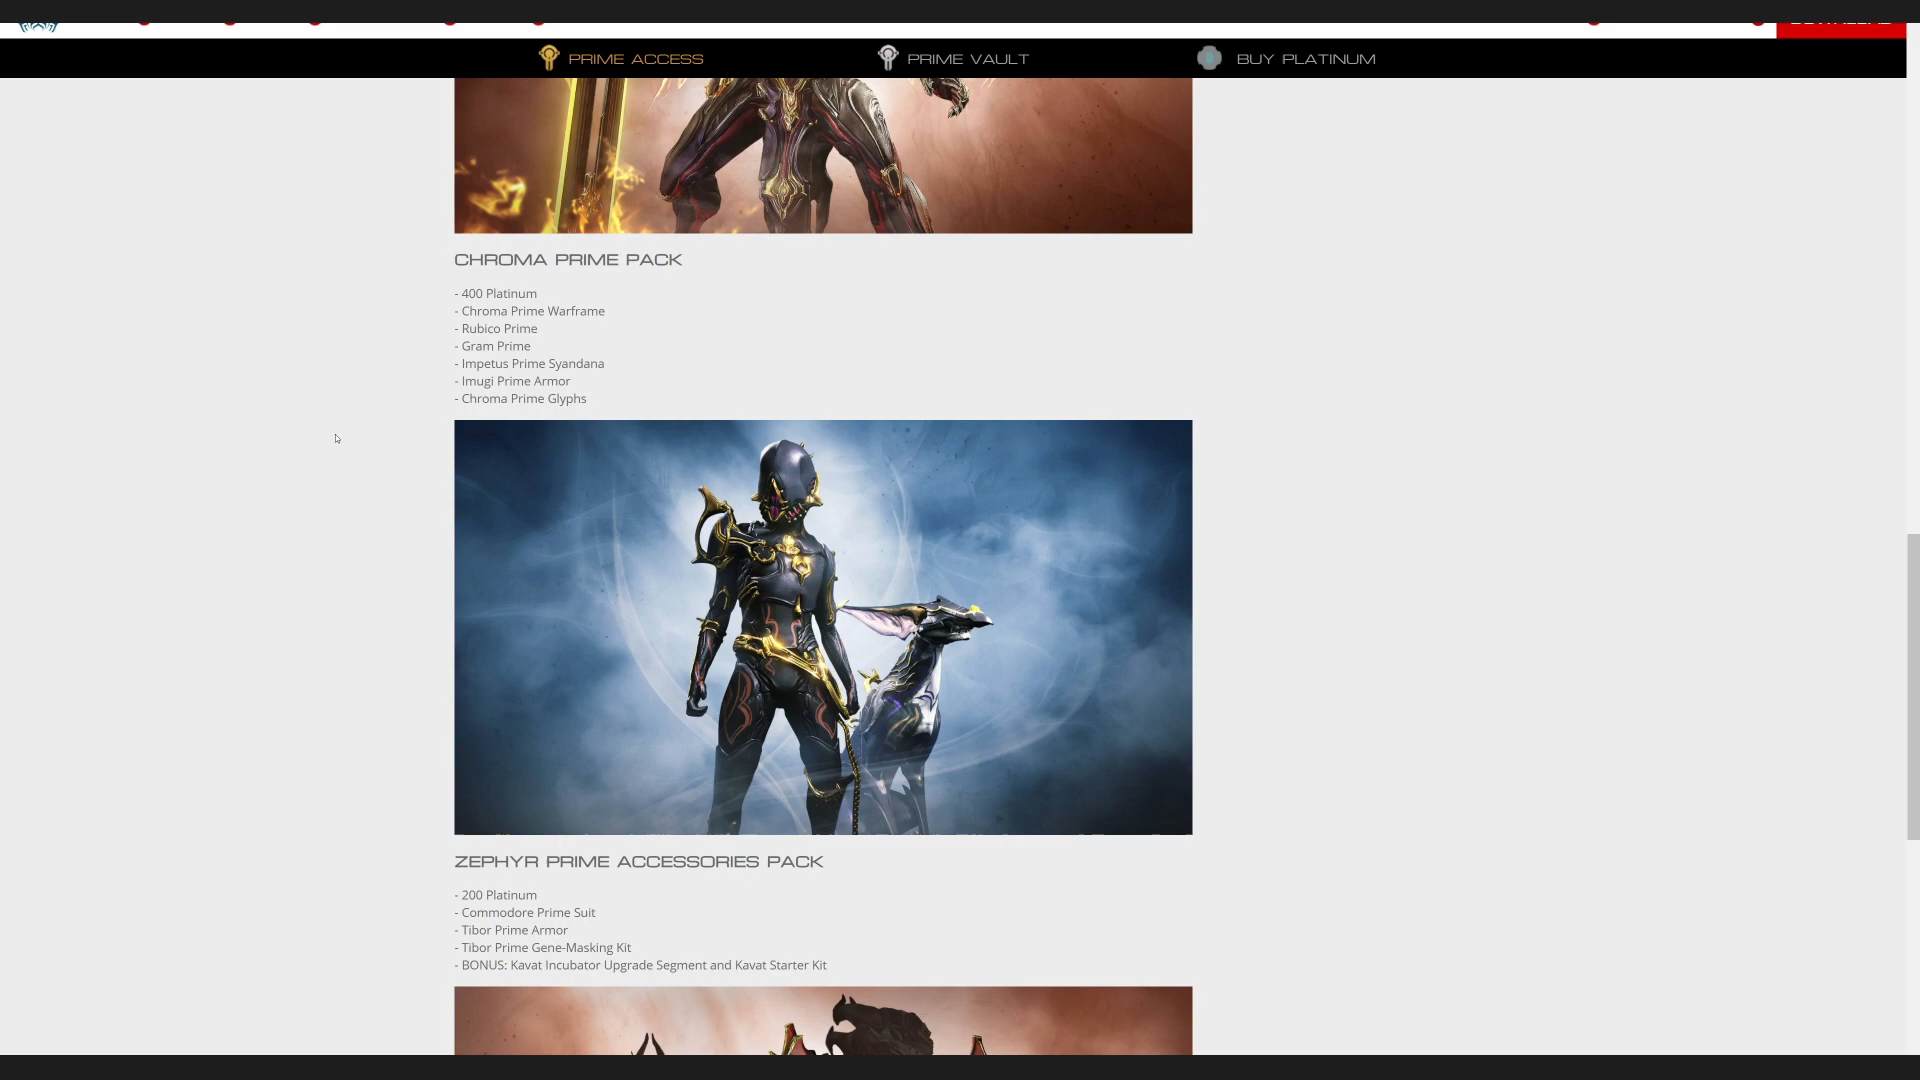 PRIME ACCESS
PRIME VAULT
BUY PLATINUM
CHROMA PRIME PACK
- 400 Platinum
- Chroma Prime Warframe
- Rubico Prime
- Gram Prime
- Impetus Prime Syandana
- Imugi Prime Armor
- Chroma Prime Glyphs
ZEPHYR PRIME ACCESSORIES PACK
- 200 Platinum
- Commodore Prime Suit
- Tibor Prime Armor
- Tibor Prime Gene-Masking Kit
- BONUS: Kavat Incubator Upgrade Segment and Kavat Starter Kit